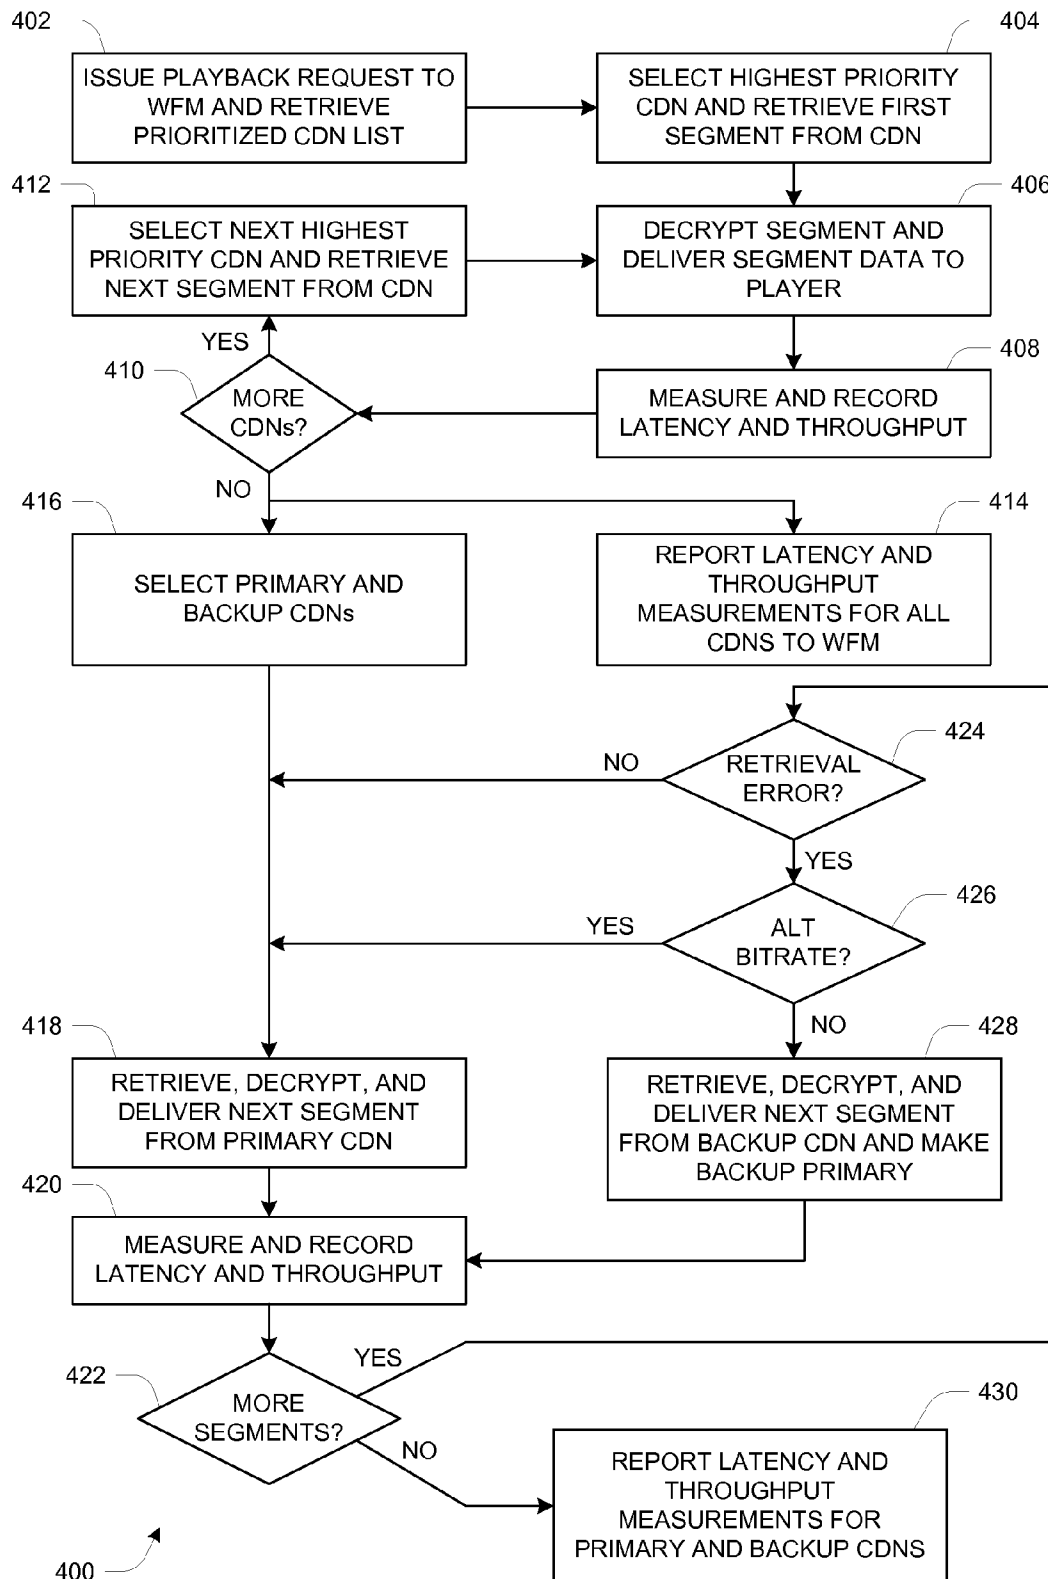 402
ISSUE PLAYBACK REQUEST TO
WFM AND RETRIEVE
PRIORITIZED CDN LIST
404
SELECT HIGHEST PRIORITY
CDN AND RETRIEVE FIRST
SEGMENT FROM CDN
412
SELECT NEXT HIGHEST
PRIORITY CDN AND RETRIEVE
NEXT SEGMENT FROM CDN
406
DECRYPT SEGMENT AND
DELIVER SEGMENT DATA TO
PLAYER
YES
410
MORE
CDNs?
408
MEASURE AND RECORD
LATENCY AND THROUGHPUT
NO
416
SELECT PRIMARY AND
BACKUP CDNs
414
REPORT LATENCY AND
THROUGHPUT
MEASUREMENTS FOR ALL
CDNS TO WFM
424
RETRIEVAL
ERROR?
NO
YES
426
ALT
BITRATE?
YES
NO
418
RETRIEVE, DECRYPT, AND
DELIVER NEXT SEGMENT
FROM PRIMARY CDN
428
RETRIEVE, DECRYPT, AND
DELIVER NEXT SEGMENT
FROM BACKUP CDN AND MAKE
BACKUP PRIMARY
420
MEASURE AND RECORD
LATENCY AND THROUGHPUT
422
MORE
SEGMENTS?
YES
NO
430
REPORT LATENCY AND
THROUGHPUT
MEASUREMENTS FOR
PRIMARY AND BACKUP CDNS
400